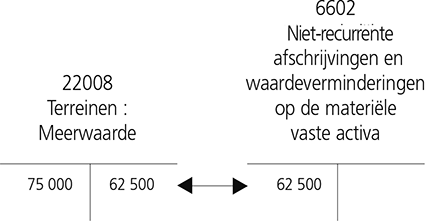 6602
Niet-recurrente
afschrijvingen en
waardeverminderingen
op de materiële
vaste activa
22008
Terreinen :
Meerwaarde
75 000 62 500 62 500